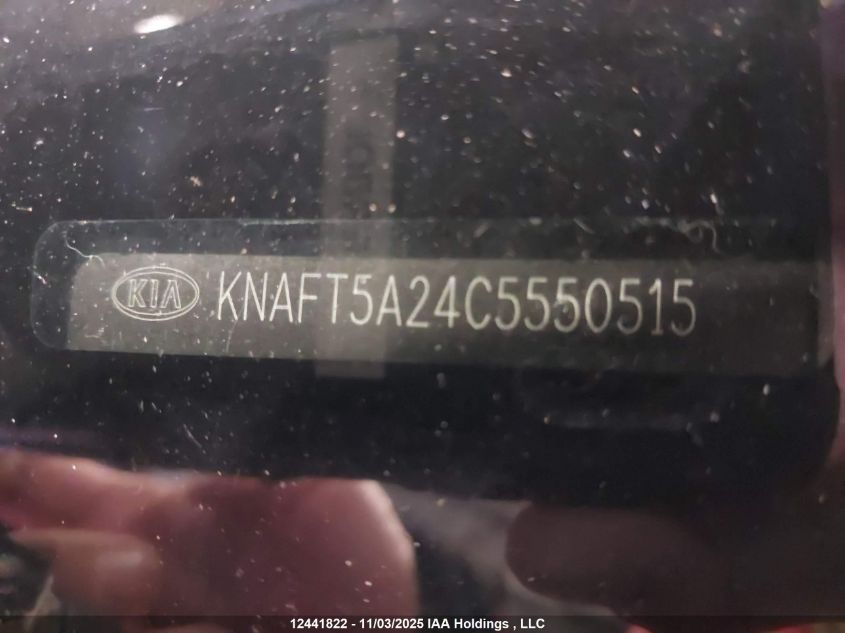 KIA KNAFT5A24C5550515
12441822 - 11/03/2025 IAA Holdings , LLC